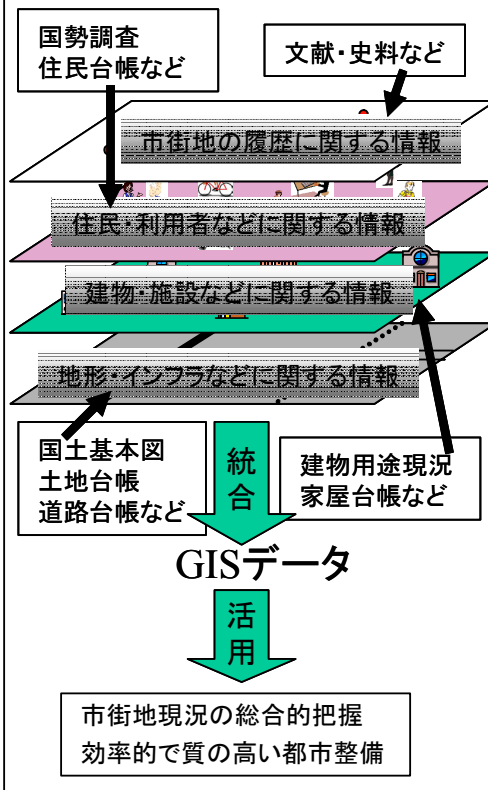 国勢調査
住民台帳など
文献・史料など
市街地の履歴に関する情報
住民・利用者などに関する情報
建物・施設などに関する情報
地形・インフラなどに関する情報
国土基本図
土地台帳
道路台帳など
統合
建物用途現況
家屋台帳など
GISデータ
活用
市街地現況の総合的把握
効率的で質の高い都市整備